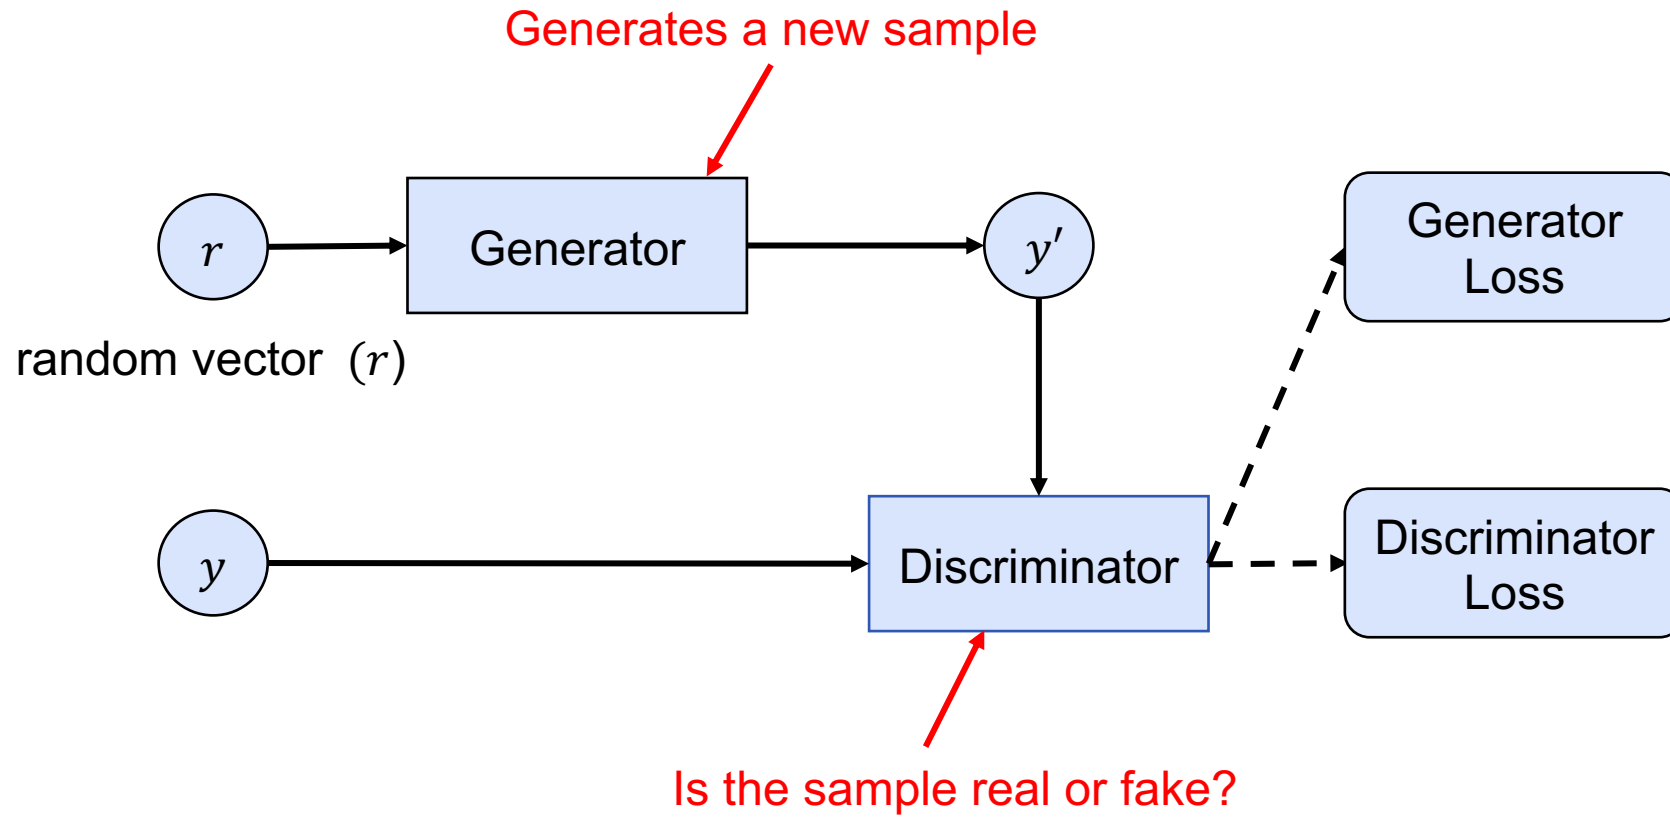 Generates a new sample
r
Generator
y′
Generator
Loss
random vector (r)
y
Discriminator
Discriminator
Loss
Is the sample real or fake?